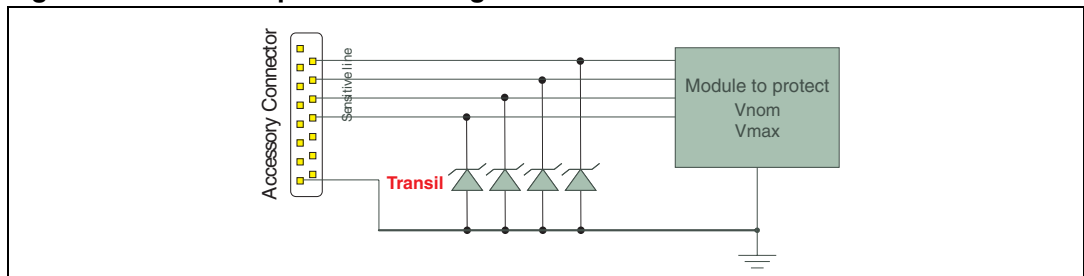 Accessory Connector
Sensitive line
Module to protect
Vnom
Vmax
Transil